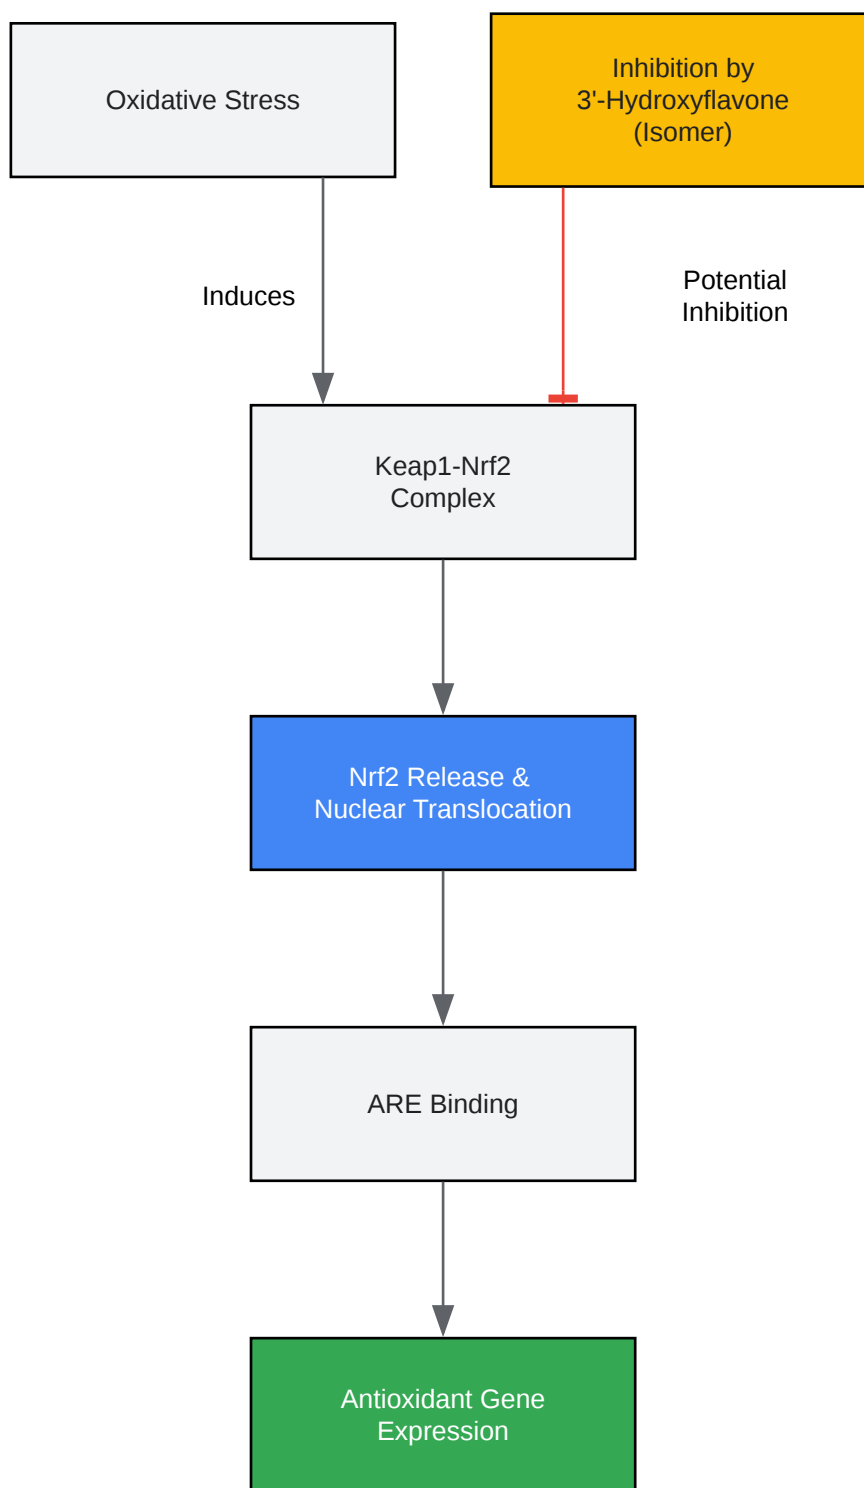 Oxidative Stress
Inhibition by
3'-Hydroxyflavone
(Isomer)
Induces
Potential
Inhibition
Keap1-Nrf2
Complex
Nrf2 Release &
Nuclear Translocation
ARE Binding
Antioxidant Gene
Expression